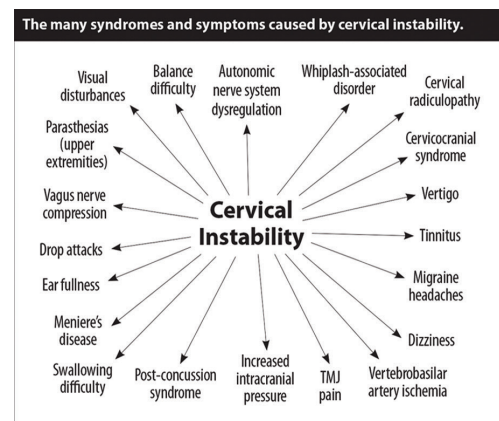 The many syndromes and symptoms caused by cervical instability.
Visual
disturbances
Balance
difficulty
Autonomic
nerve system
dysregulation
Whiplash-associated
disorder
Cervical
radiculopathy
Parasthesias
(upper
extremities)
Cervicocranial
syndrome
Vagus nerve
compression
Cervical
Instability
Vertigo
Drop attacks
Tinnitus
Ear fullness
Migraine
headaches
Meniere's
disease
Dizziness
Swallowing
difficulty
Post-concussion
syndrome
Increased
intracranial
pressure
TMJ
pain
Vertebrobasilar
artery ischemia